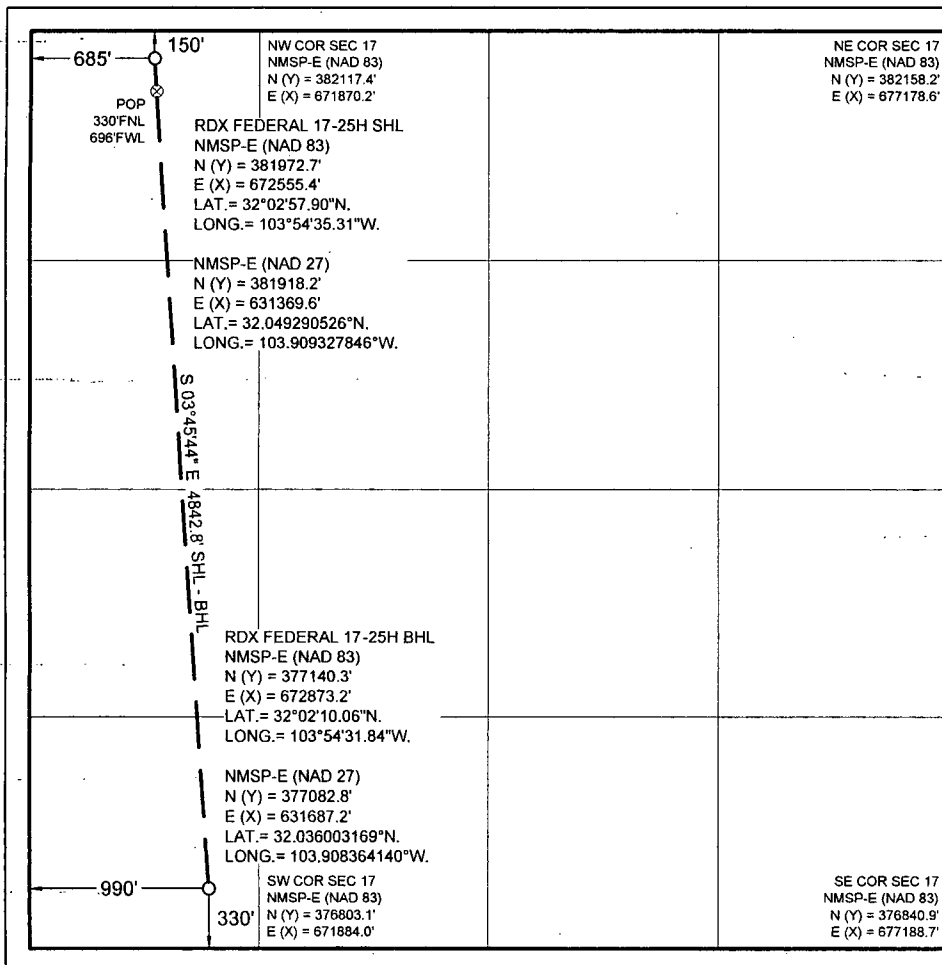 685'
150'
NW COR SEC 17
NMSP-E (NAD 83)
N (Y) = 382117.4'
E (X) = 671870.2'
NE COR SEC 17
NMSP-E (NAD 83)
N (Y) = 382158.2'
E (X) = 677178.6'
POP
330'FNL
696'FWL
RDX FEDERAL 17-25H SHL
NMSP-E (NAD 83)
N (Y) = 381972.7'
E (X) = 672555.4'
LAT.= 32°02'57.90"N.
LONG.= 103°54'35.31"W.
NMSP-E (NAD 27)
N (Y) = 381918.2'
E (X) = 631369.6'
LAT.= 32.049290526°N.
LONG.= 103.909327846°W.
S 03°45'44" E 4842.8' SHL - BHL
RDX FEDERAL 17-25H BHL
NMSP-E (NAD 83)
N (Y) = 377140.3'
E (X) = 672873.2'
LAT.= 32°02'10.06"N.
LONG.= 103°54'31.84"W.
NMSP-E (NAD 27)
N (Y) = 377082.8'
E (X) = 631687.2'
LAT.= 32.036003169°N.
LONG.= 103.908364140°W.
990'
330'
SW COR SEC 17
NMSP-E (NAD 83)
N (Y) = 376803.1'
E (X) = 671884.0'
SE COR SEC 17
NMSP-E (NAD 83)
N (Y) = 376840.9'
E (X) = 677188.7'